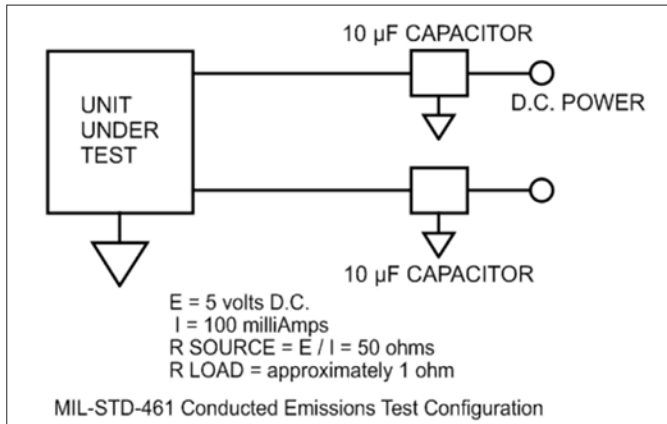 10 µF CAPACITOR
UNIT
UNDER
TEST
D.C. POWER
10 µF CAPACITOR
E = 5 volts D.C.
I = 100 milliAmps
R SOURCE = E / I = 50 ohms
R LOAD = approximately 1 ohm
MIL-STD-461 Conducted Emissions Test Configuration